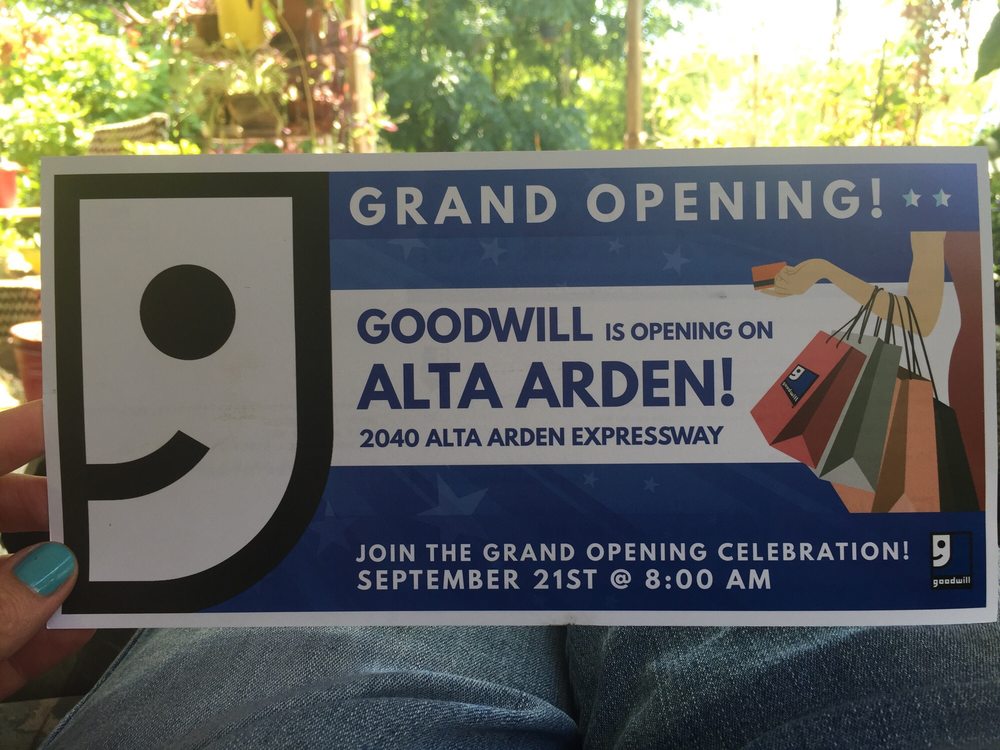 GRAND OPENING!
GOODWILL IS OPENING ON
ALTA ARDEN!
2040 ALTA ARDEN EXPRESSWAY
goodwill
JOIN THE GRAND OPENING CELEBRATION!
SEPTEMBER 21ST @ 8:00 AM
goodwill